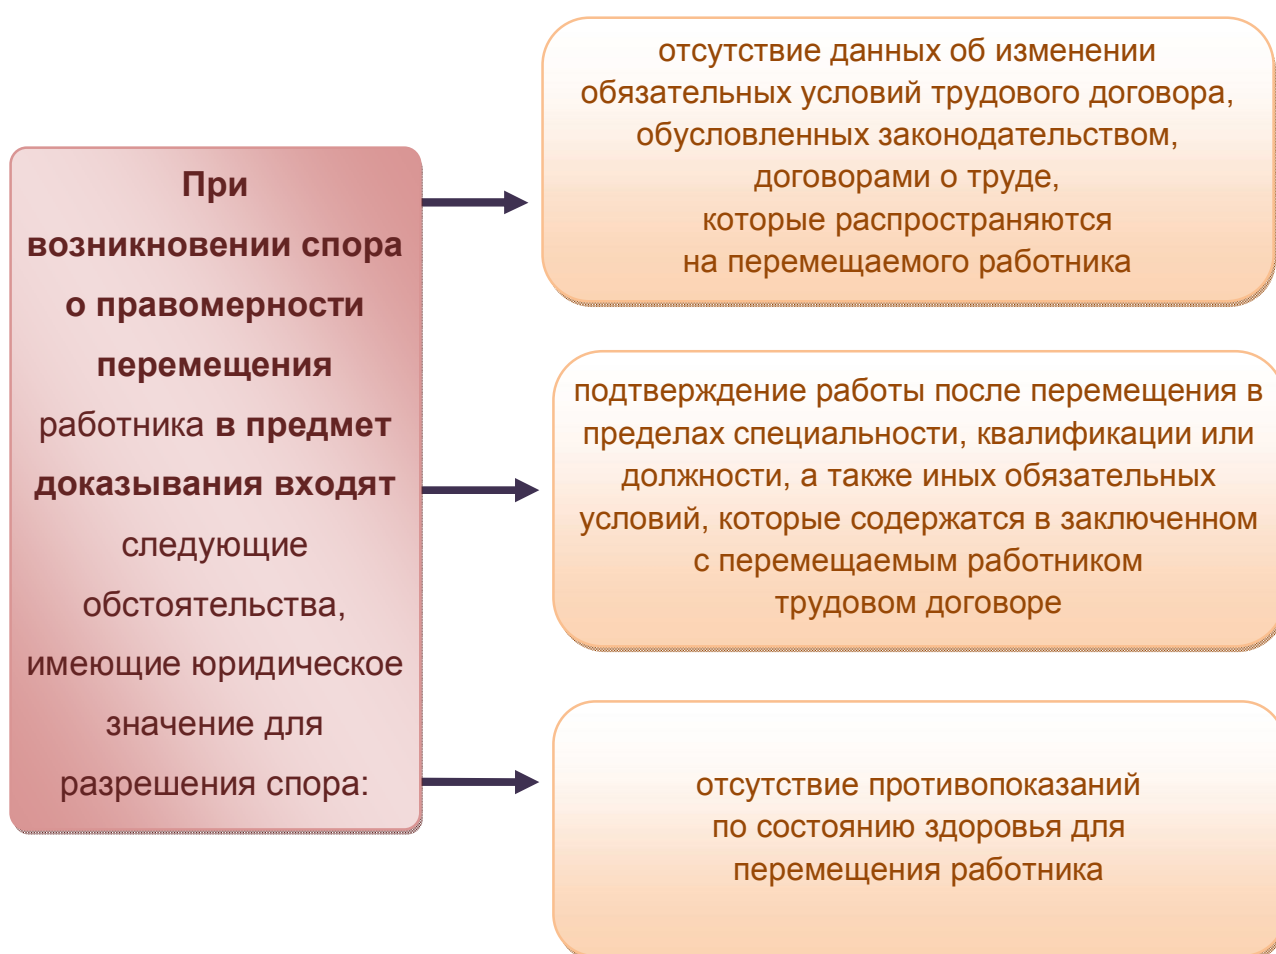 При
возникновении спора
о правомерности
перемещения
работника в предмет
доказывания входят
следующие
обстоятельства,
имеющие юридическое
значение для
разрешения спора:
отсутствие данных об изменении
обязательных условий трудового договора,
обусловленных законодательством,
договорами о труде,
которые распространяются
на перемещаемого работника
подтверждение работы после перемещения в
пределах специальности, квалификации или
должности, а также иных обязательных
условий, которые содержатся в заключенном
с перемещаемым работником
трудовом договоре
отсутствие противопоказаний
по состоянию здоровья для
перемещения работника